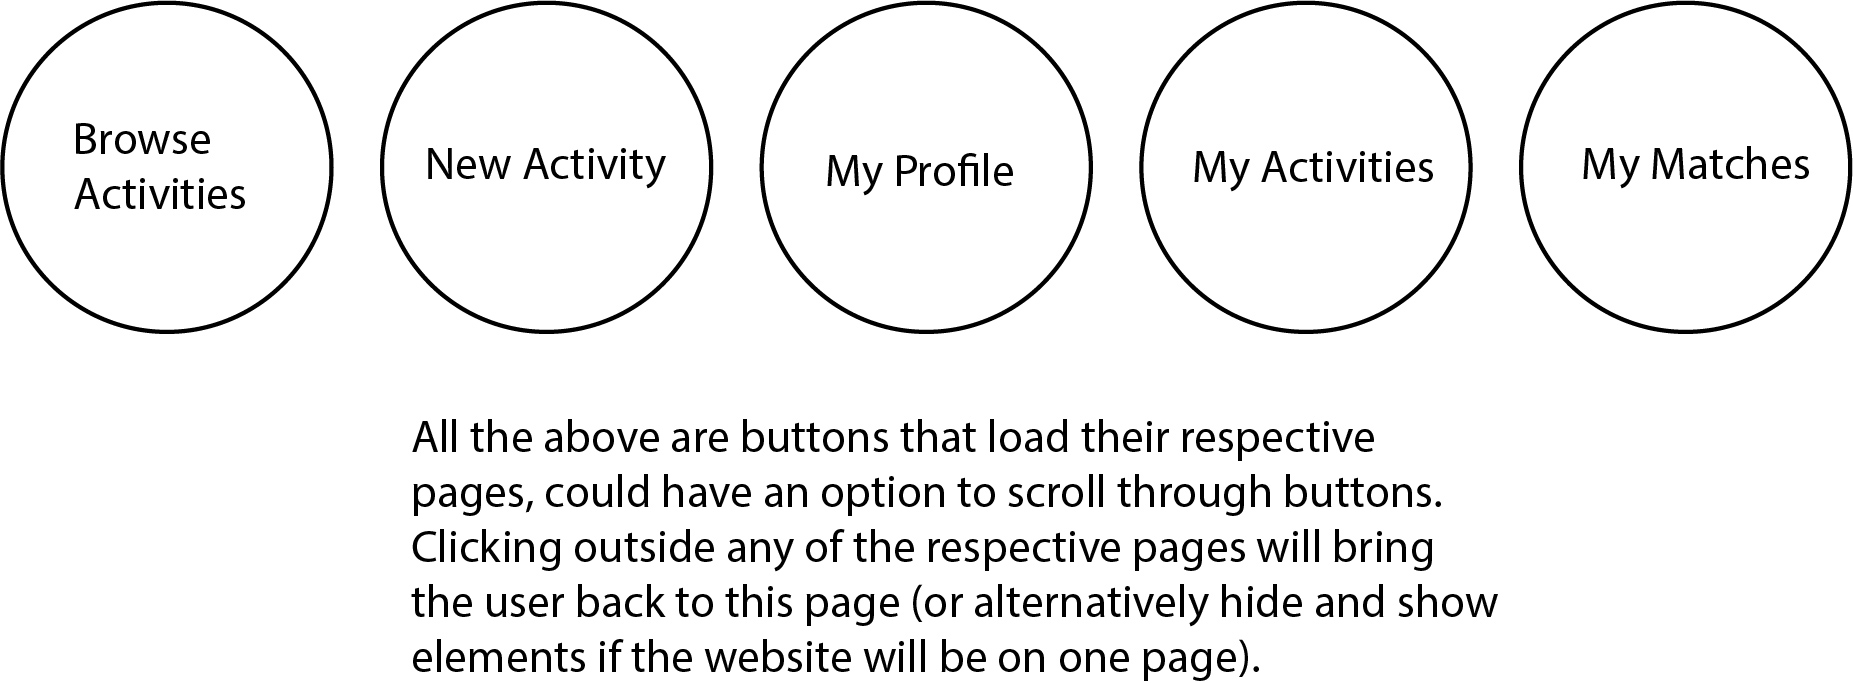 Browse
Activities
New Activity
My Profile
My Activities
My Matches
All the above are buttons that load their respective
pages, could have an option to scroll through buttons.
Clicking outside any of the respective pages will bring
the user back to this page (or alternatively hide and show
elements if the website will be on one page).